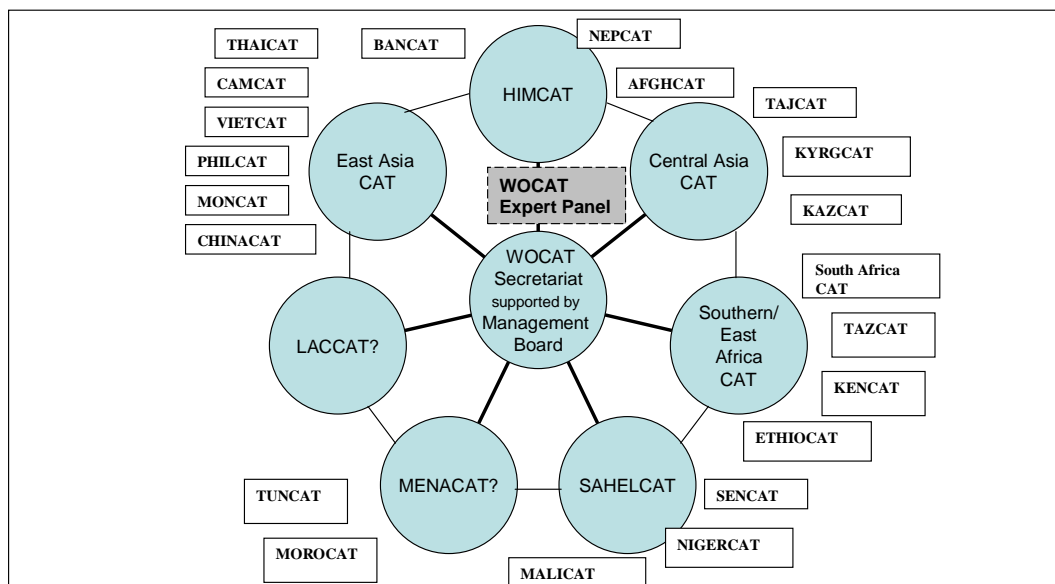 THAICAT
BANCAT
NEPCAT
CAMCAT
HIMCAT
AFGHCAT
TAJCAT
VIETCAT
East Asia
CAT
Central Asia
CAT
KYRGCAT
PHILCAT
WOCAT
Expert Panel
MONCAT
KAZCAT
CHINACAT
WOCAT
Secretariat
supported by
Management
Board
South Africa
CAT
Southern/
East
Africa
CAT
TAZCAT
LACCAT?
KENCAT
ETHIOCAT
TUNCAT
MENACAT?
SAHELCAT
SENCAT
MOROCAT
NIGERCAT
MALICAT